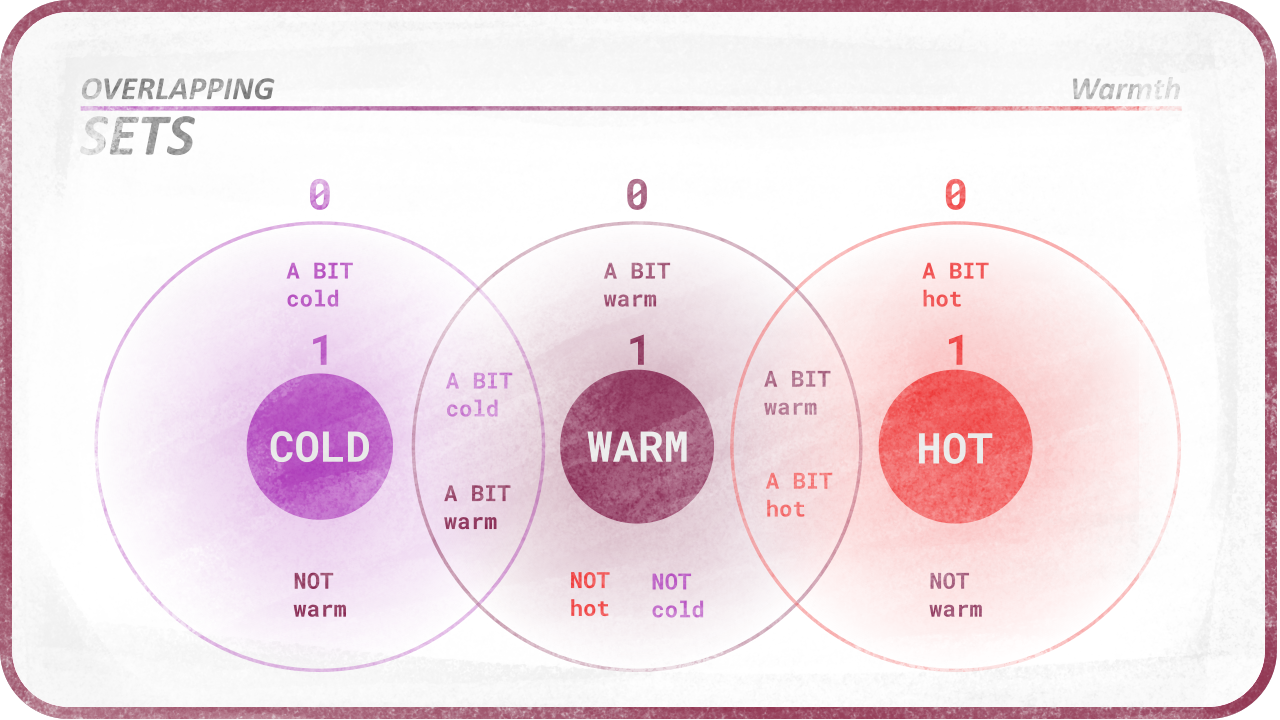 OVERLAPPING
Warmth
SETS
0
0
0
A BIT
cold
A BIT
warm
A BIT
hot
1
1
1
A BIT
cold
A BIT
warm
COLD
WARM
HOT
A BIT
warm
A BIT
hot
NOT
warm
NOT
hot
NOT
cold
NOT
warm